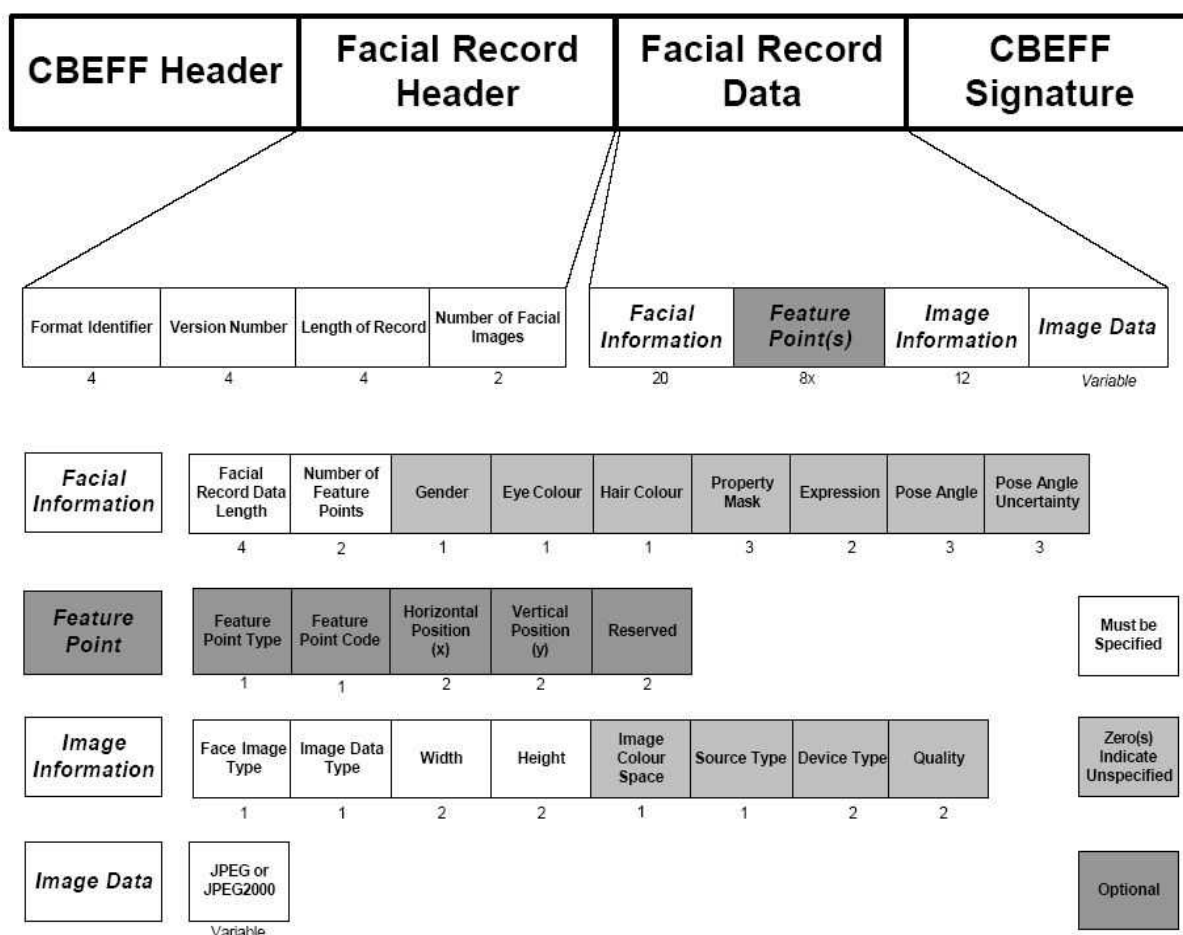 CBEFF Header
Facial Record
Header
Facial Record
Data
CBEFF
Signature
Format Identifier
Version Number
Length of Record
Number of Facial
Images
Facial
Information
Feature
Point(s)
Image
Information
Image Data
4
4
4
2
20
8x
12
Variable
Facial
Information
Facial
Record Data
Length
Number of
Feature
Points
Gender
Eye Colour
Hair Colour
Property
Mask
Expression
Pose Angle
Pose Angle
Uncertainty
4
2
1
1
1
3
2
3
3
Feature
Point
Feature
Point Type
Feature
Point Code
Horizontal
Position
(x)
Vertical
Position
(y)
Reserved
1
1
2
2
2
Must be
Specified
Image
Information
Face Image
Type
Image Data
Type
Width
Height
Image
Colour
Space
Source Type
Device Type
Quality
1
1
2
2
1
1
2
2
Zero(s)
Indicate
Unspecified
Image Data
JPEG or
JPEG2000
Variable
Optional